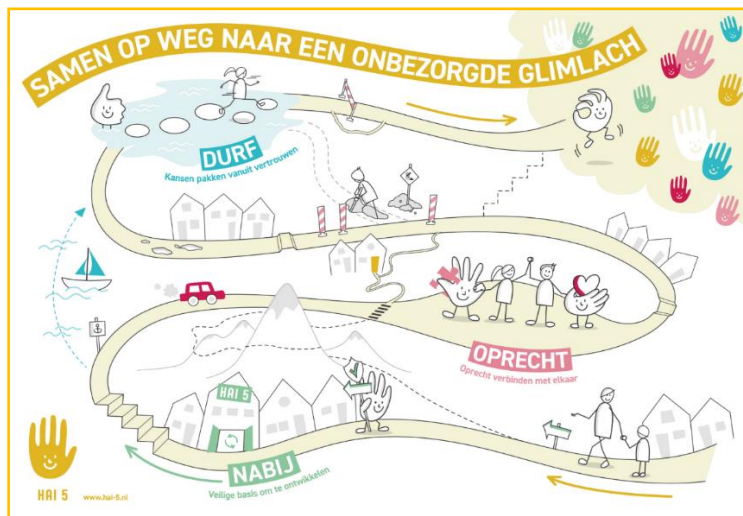 SAMEN OP WEG NAAR EEN ONBEZORGDE GLIMLACH
DURF
Kansen pakken vanuit vertrouwen
OPRECHT
Oprecht verbinden met elkaar
HAI 5
NABIJ
Veilige basis om te ontwikkelen
HAI 5
www.hai-5.nl